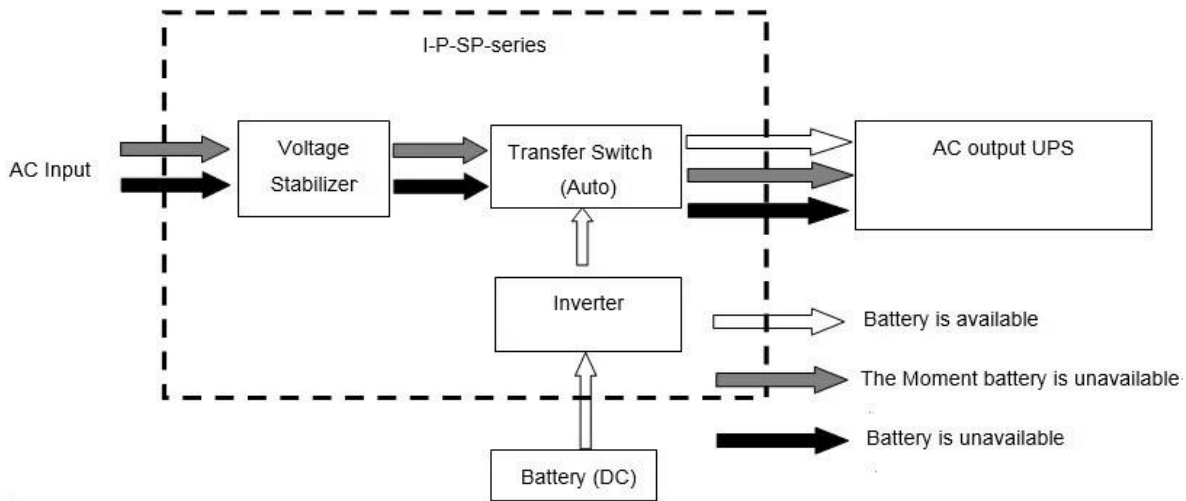 I-P-SP-series
AC Input
Voltage
Stabilizer
Transfer Switch
(Auto)
AC output UPS
Inverter
Battery (DC)
Battery is available
The Moment battery is unavailable
Battery is unavailable